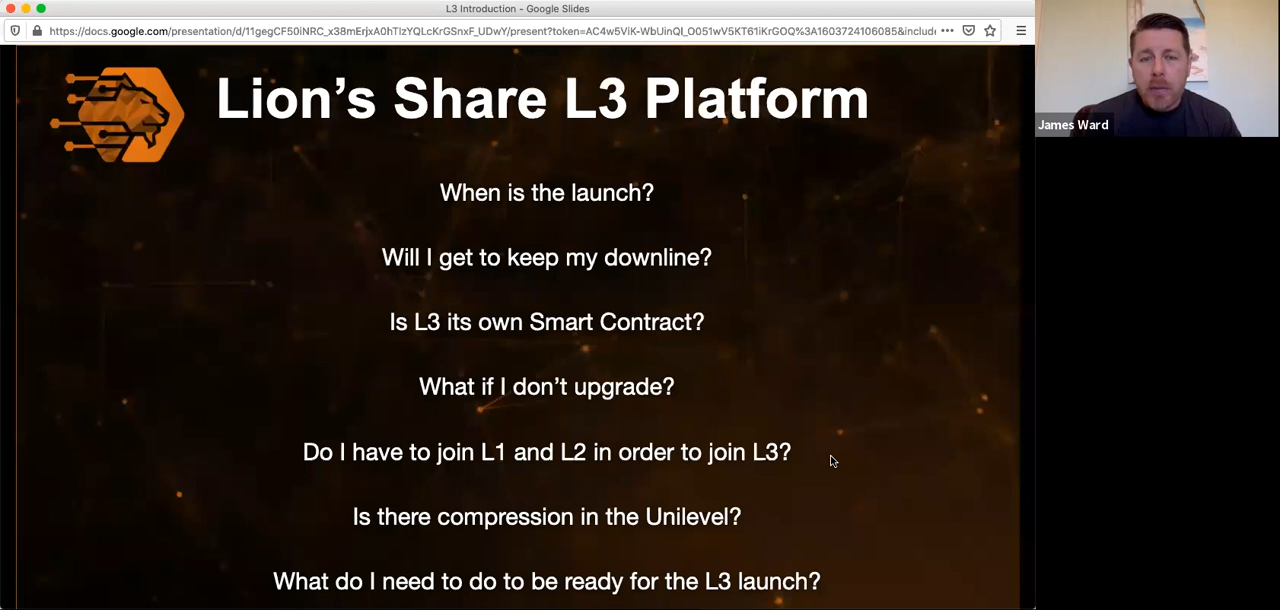 L3 Introduction - Google Slides
https://docs.google.com/presentation/d/11gegCF50iNRC_x38mErjxA0hTIzYQLcKrGSnxF_UDwY/present?token=AC4w5ViK-WbUinQI_O051wV5KT61iKrGOQ%3A1603724106085&include
Lion's Share L3 Platform
James Ward
When is the launch?
Will I get to keep my downline?
Is L3 its own Smart Contract?
What if I don't upgrade?
Do I have to join L1 and L2 in order to join L3?
Is there compression in the Unilevel?
What do I need to do to be ready for the L3 launch?